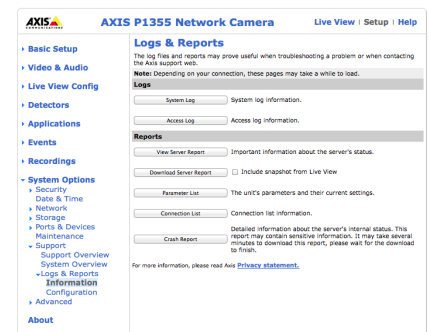 AXIS
COMMUNICATIONS
AXIS P1355 Network Camera
Live View | Setup | Help
Basic Setup
Video & Audio
Live View Config
Detectors
Applications
Events
Recordings
System Options
Security
Date & Time
Network
Storage
Ports & Devices
Maintenance
Support
Support Overview
System Overview
Logs & Reports
Information
Configuration
Advanced
About
Logs & Reports
The log files and reports may prove useful when troubleshooting a problem or when contacting
the Axis support web.
Note: Depending on your connection, these pages may take a while to load.
Logs
System Log System log information.
Access Log Access log information.
Reports
View Server Report Important information about the server's status.
Download Server Report Include snapshot from Live View
Parameter List The unit's parameters and their current settings.
Connection List Connection list information.
Detailed information about the server's internal status. This
Crash Report report may contain sensitive information. It may take several
minutes to download this report, please wait for the download
to finish.
For more information, please read Axis Privacy statement.